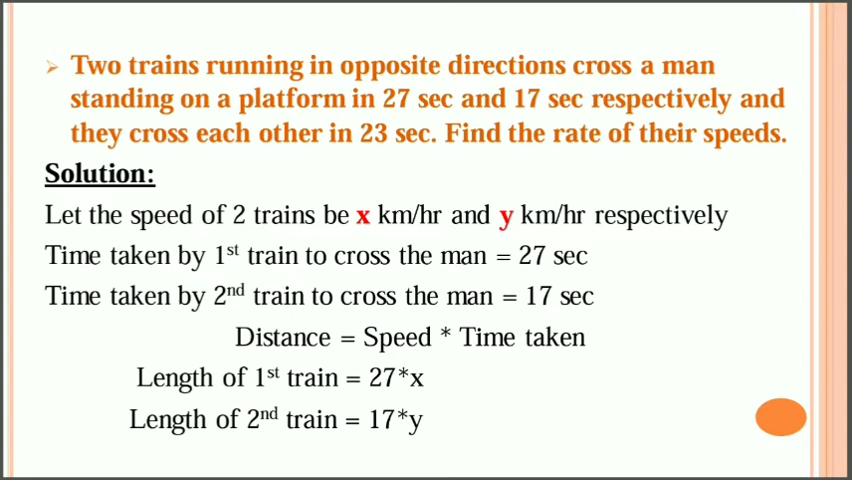 Two trains running in opposite directions cross a man
standing on a platform in 27 sec and 17 sec respectively and
they cross each other in 23 sec. Find the rate of their speeds.
Solution:
Let the speed of 2 trains be x km/hr and y km/hr respectively
Time taken by 1st train to cross the man = 27 sec
Time taken by 2nd train to cross the man = 17 sec
Distance = Speed * Time taken
Length of 1st train = 27*x
Length of 2nd train = 17*y